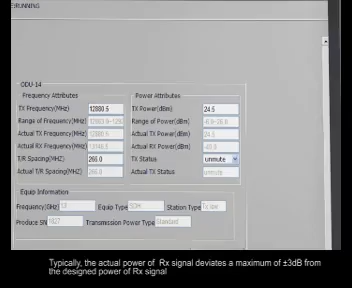 E:RUNNING
ODU-14
Frequency Attributes
Power Attributes
TX Frequency(MHz) 12880.5
TX Power(dBm) 24.5
Range of Frequency(MHz)
Range of Power(dBm)
Actual TX Frequency(MHz)
Actual TX Power(dBm)
Actual RX Frequency(MHz)
Actual RX Power(dBm)
T/R Spacing(MHZ) 266.0
TX Status unmute
Actual T/R Spacing(MHZ) 266.0
Actual TX Status unmute
Equip Information
Frequency(GHz) 13 Equip Type Station Type
Produce SN Transmission Power Type Standard
Typically, the actual power of Rx signal deviates a maximum of ±3dB from
the designed power of Rx signal